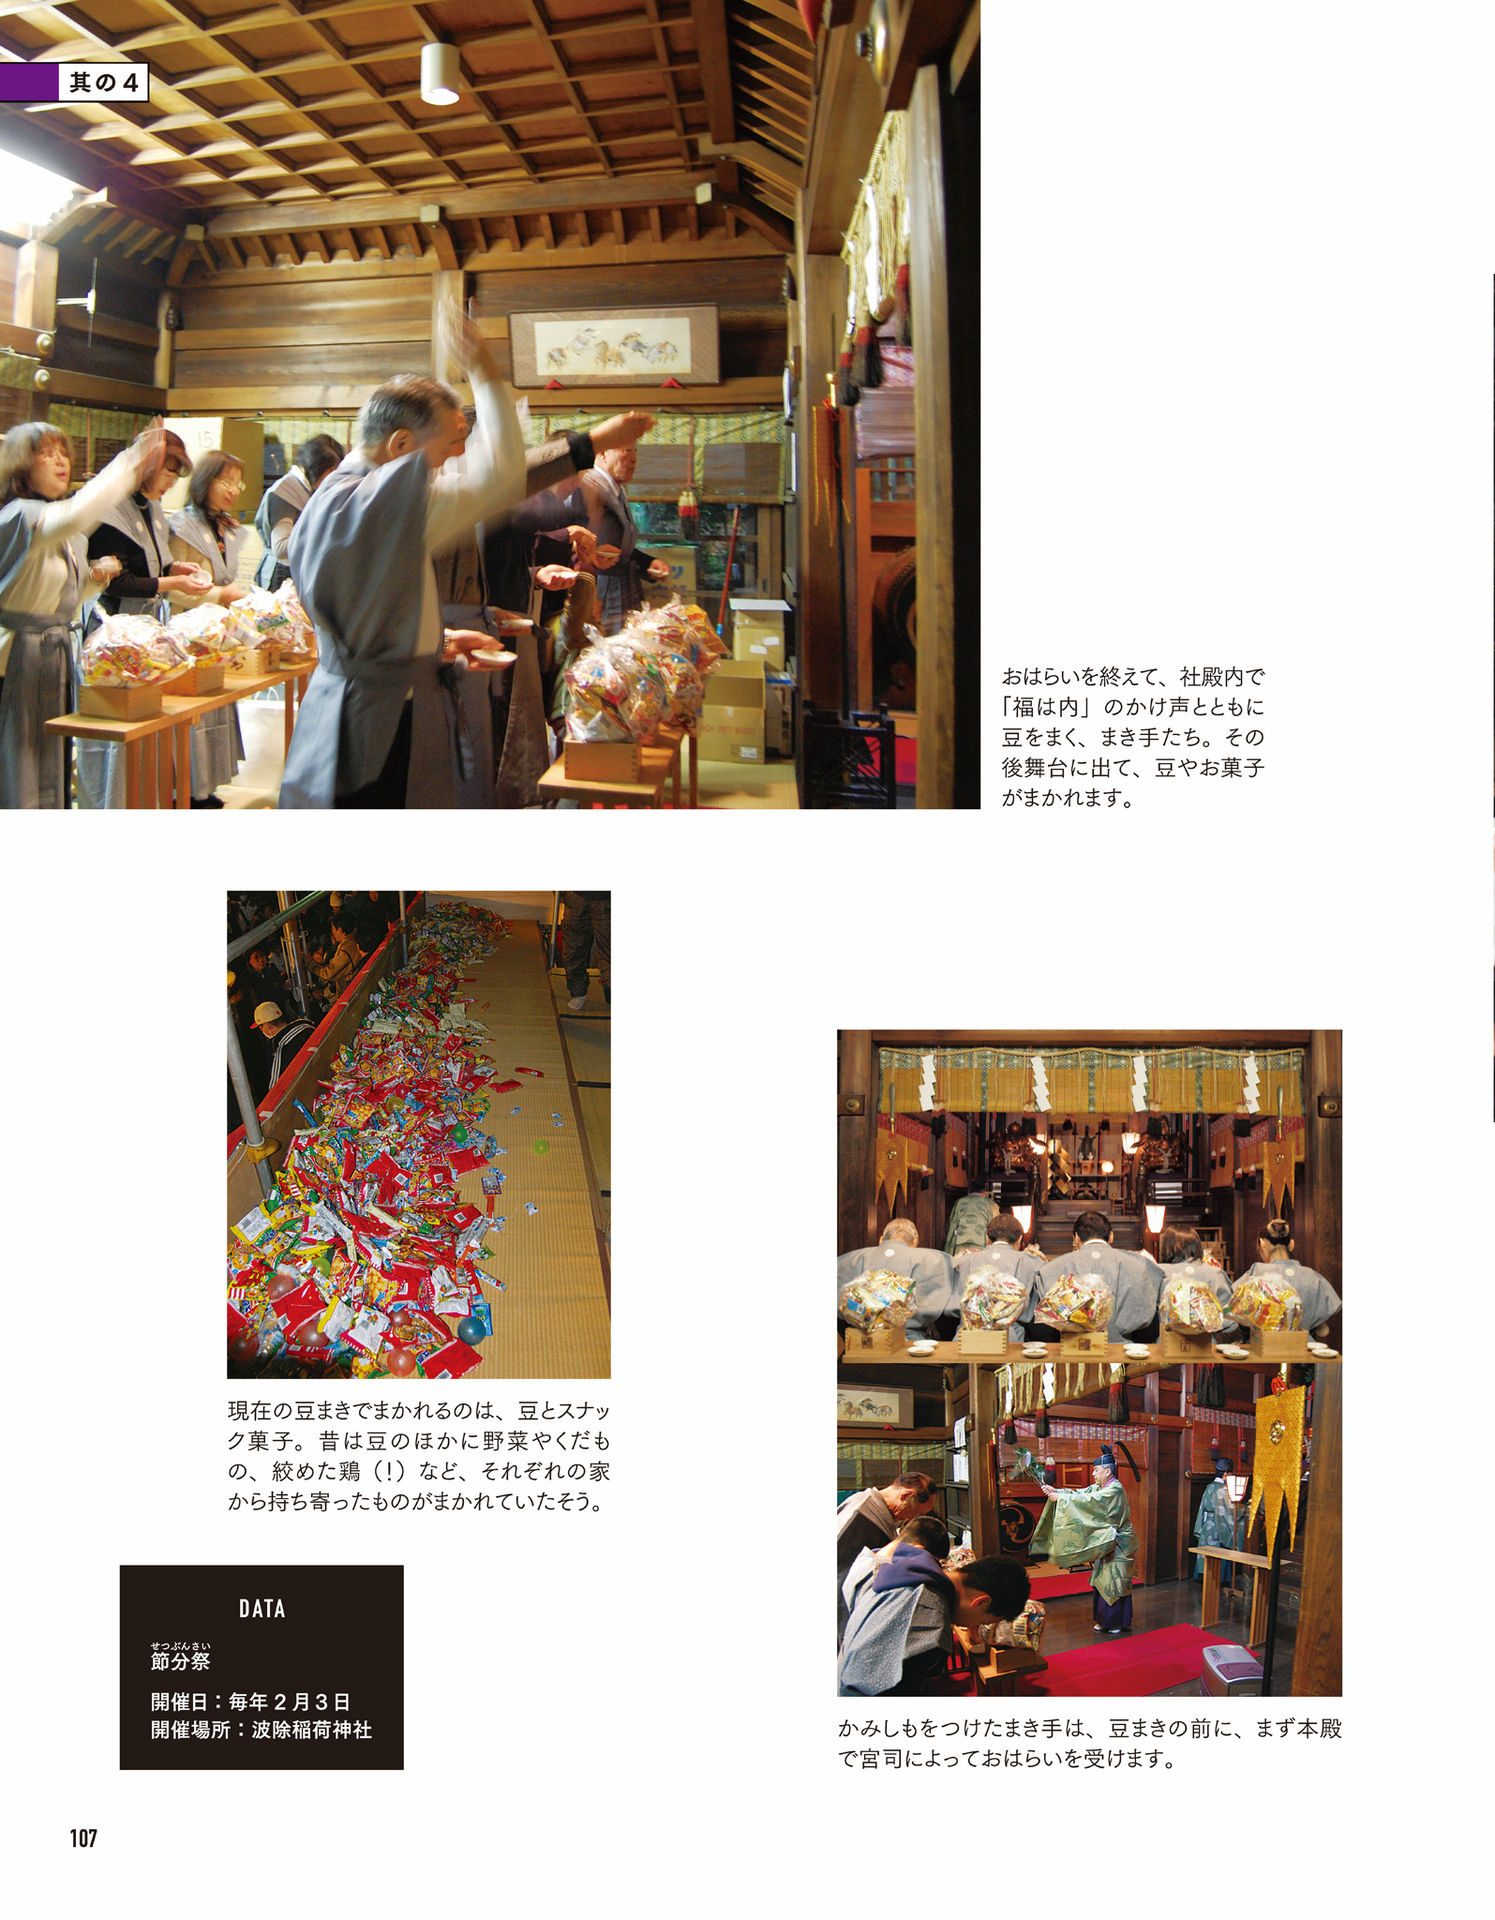 其の4
おはらいを終えて、社殿内で
「福は内」のかけ声とともに
豆をまく、まき手たち。その
後舞台に出て、豆やお菓子
がまかれます。
現在の豆まきでまかれるのは、豆とスナッ
ク菓子。昔は豆のほかに野菜やくだも
の、絞めた鶏（！）など、それぞれの家
から持ち寄ったものがまかれていたそう。
DATA
せつぶんさい
節分祭
開催日：毎年2月3日
開催場所：波除稲荷神社
かみしもをつけたまき手は、豆まきの前に、まず本殿
で宮司によっておはらいを受けます。
107